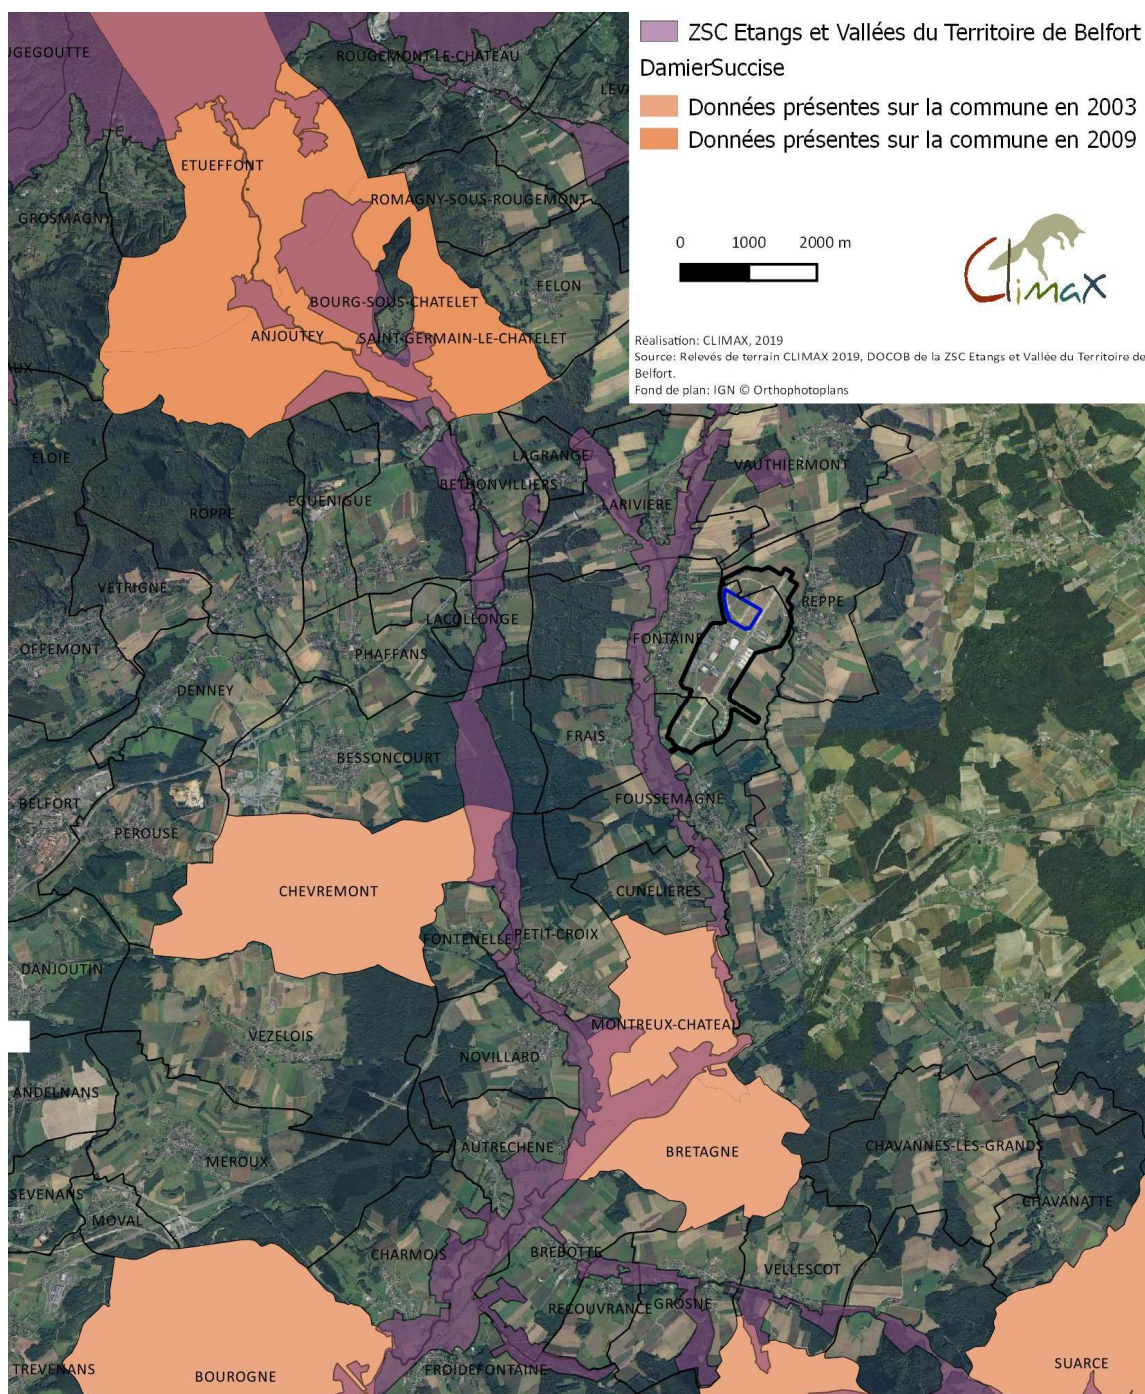 ZSC Etangs et Vallées du Territoire de Belfort
DamierSuccise
Données présentes sur la commune en 2003
Données présentes sur la commune en 2009
0 1000 2000 m
Climax
Réalisation: CLIMAX, 2019
Source: Relevés de terrain CLIMAX 2019, DOCOB de la ZSC Etangs et Vallée du Territoire de
Belfort.
Fond de plan: IGN © Orthophotoplans
UGEGOUTTE
ROUGEMONT-LE-CHATEAU
LEVA
ETUEFFONT
GROSMAGNY
ROMAGNY-SOUS-ROUGEMONT
FELON
BOURG-SOUS-CHATELET
ANJOUTEY
SAINT-GERMAIN-LE-CHATELET
AUX
ELOIE
LAGRANGE
VAUTHIERMONT
BETHONVILLIERS
EGUENIGUE
LARIVIERE
ROPPE
VETRIGNE
REPPE
LACOLLONGE
FONTAINE
OFFEMONT
PHAFFANS
DENNEY
FRAIS
BESSONCOURT
FOUSSEMAGNE
BELFORT
PEROUSE
CHEVREMONT
CUNELIERES
FONTENELLE
PETIT-CROIX
DANJOUTIN
MONTREUX-CHATEAU
VEZELOIS
NOVILLARD
ANDELNANS
AUTRECHENE
BRETAGNE
CHAVANNES-LES-GRANDS
MEROUX
SEVENANS
CHAVANATTE
MOVAL
CHARMOIS
BREBOTTE
VELLESCOT
RECOUVRANCE
GROSNE
TREVENANS
BOUROGNE
FROIDEFONTAINE
SUARCE